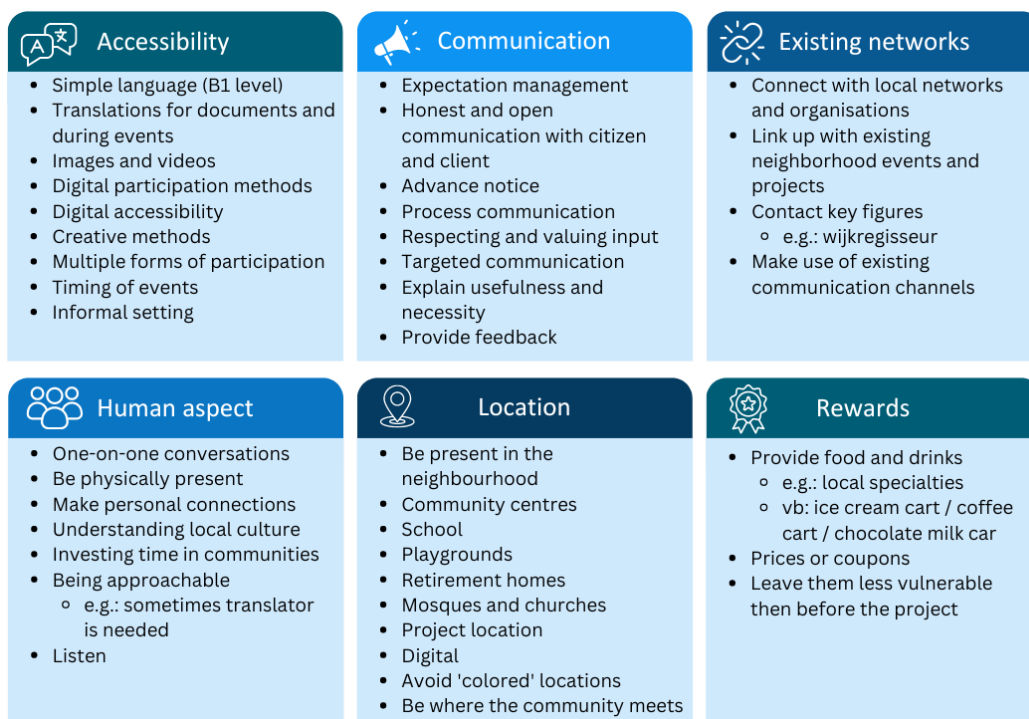 Accessibility
• Simple language (B1 level)
• Translations for documents and
during events
• Images and videos
• Digital participation methods
• Digital accessibility
• Creative methods
• Multiple forms of participation
• Timing of events
• Informal setting
Communication
• Expectation management
• Honest and open
communication with citizen
and client
• Advance notice
• Process communication
• Respecting and valuing input
• Targeted communication
• Explain usefulness and
necessity
• Provide feedback
Existing networks
• Connect with local networks
and organisations
• Link up with existing
neighborhood events and
projects
• Contact key figures
○ e.g.: wijkregisseur
• Make use of existing
communication channels
Human aspect
• One-on-one conversations
• Be physically present
• Make personal connections
• Understanding local culture
• Investing time in communities
• Being approachable
○ e.g.: sometimes translator
is needed
• Listen
Location
• Be present in the
neighbourhood
• Community centres
• School
• Playgrounds
• Retirement homes
• Mosques and churches
• Project location
• Digital
• Avoid 'colored' locations
• Be where the community meets
Rewards
• Provide food and drinks
○ e.g.: local specialties
○ vb: ice cream cart / coffee
cart / chocolate milk car
• Prices or coupons
• Leave them less vulnerable
then before the project